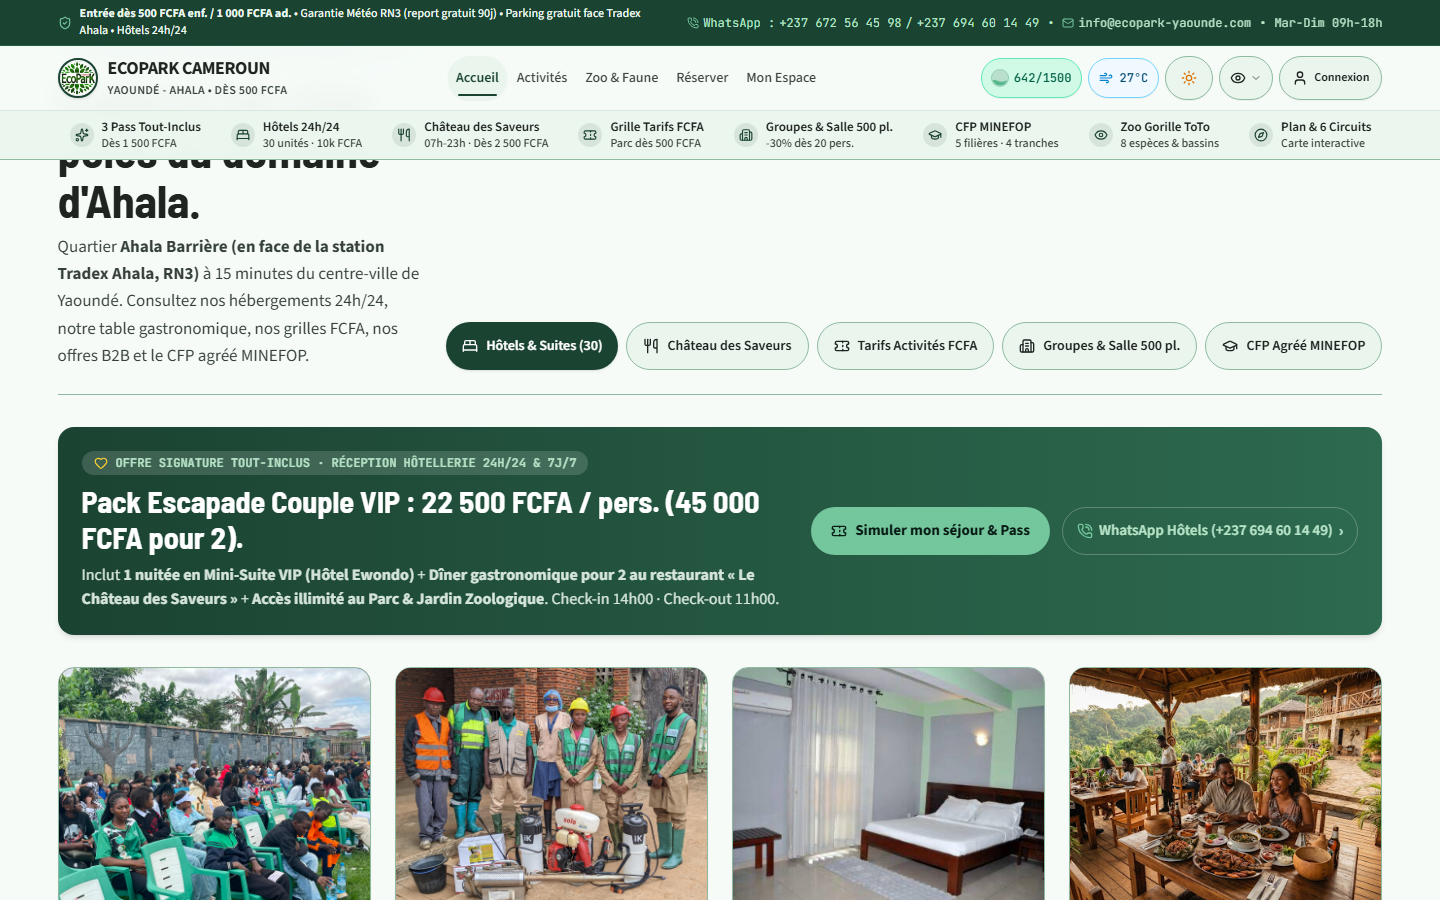 Entrée dès 500 FCFA enf. / 1 000 FCFA ad. • Garantie Météo RN3 (report gratuit 90j) • Parking gratuit face Tradex
Ahala • Hôtels 24h/24
WhatsApp : +237 672 56 45 98 / +237 694 60 14 49 • info@ecopark-yaounde.com • Mar-Dim 09h-18h
EcoPark
ECOPARK CAMEROUN
YAOUNDÉ - AHALA • DÈS 500 FCFA
Accueil
Activités
Zoo & Faune
Réserver
Mon Espace
642/1500
27°C
Connexion
3 Pass Tout-Inclus
Dès 1 500 FCFA
Hôtels 24h/24
30 unités · 10k FCFA
Château des Saveurs
07h-23h · Dès 2 500 FCFA
Grille Tarifs FCFA
Parc dès 500 FCFA
Groupes & Salle 500 pl.
-30% dès 20 pers.
CFP MINEFOP
5 filières · 4 tranches
Zoo Gorille ToTo
8 espèces & bassins
Plan & 6 Circuits
Carte interactive
pôles du domaine
d'Ahala.
Quartier Ahala Barrière (en face de la station
Tradex Ahala, RN3) à 15 minutes du centre-ville de
Yaoundé. Consultez nos hébergements 24h/24,
notre table gastronomique, nos grilles FCFA, nos
offres B2B et le CFP agréé MINEFOP.
Hôtels & Suites (30)
Château des Saveurs
Tarifs Activités FCFA
Groupes & Salle 500 pl.
CFP Agréé MINEFOP
OFFRE SIGNATURE TOUT-INCLUS · RÉCEPTION HÔTELLERIE 24H/24 & 7J/7
Pack Escapade Couple VIP : 22 500 FCFA / pers. (45 000
FCFA pour 2).
Inclut 1 nuitée en Mini-Suite VIP (Hôtel Ewondo) + Dîner gastronomique pour 2 au restaurant « Le
Château des Saveurs » + Accès illimité au Parc & Jardin Zoologique. Check-in 14h00 · Check-out 11h00.
Simuler mon séjour & Pass
WhatsApp Hôtels (+237 694 60 14 49) ›